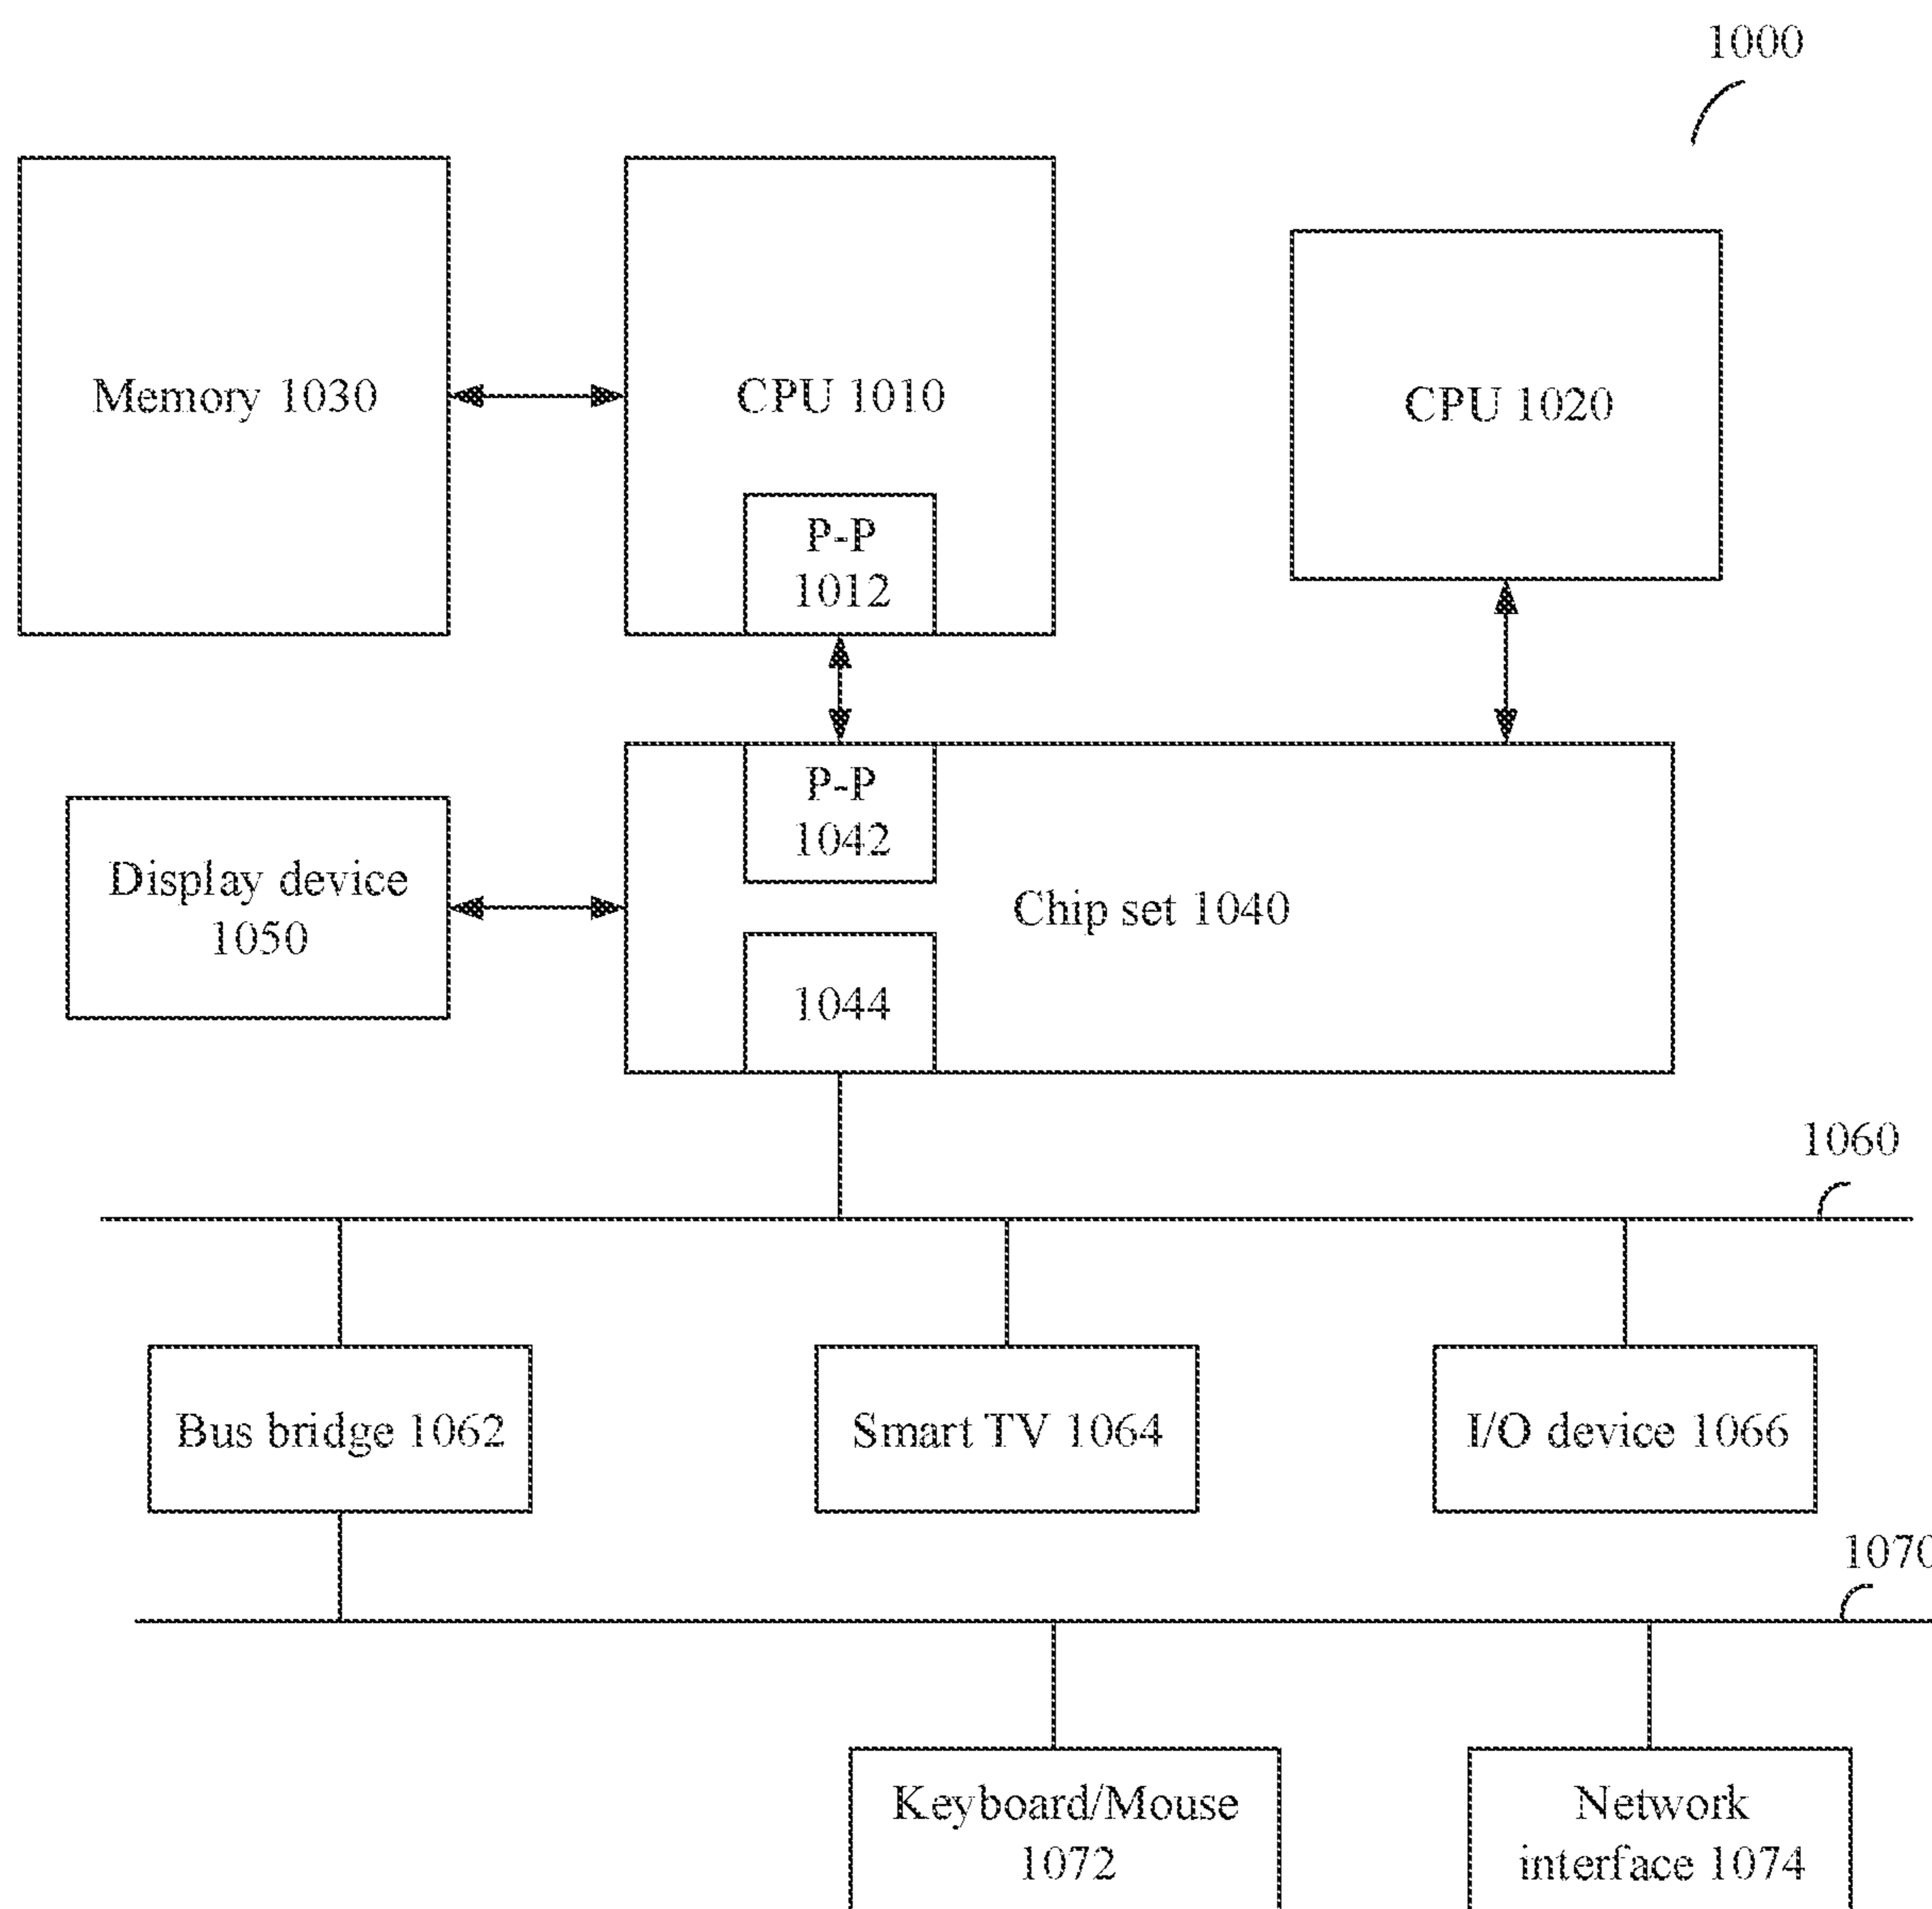 1000
Memory 1030
CPU 1010
CPU 1020
P-P
1012
P-P
1042
Display device
1050
Chip set 1040
1044
1060
Bus bridge 1062
Smart TV 1064
I/O device 1066
1070
Keyboard/Mouse
1072
Network
interface 1074